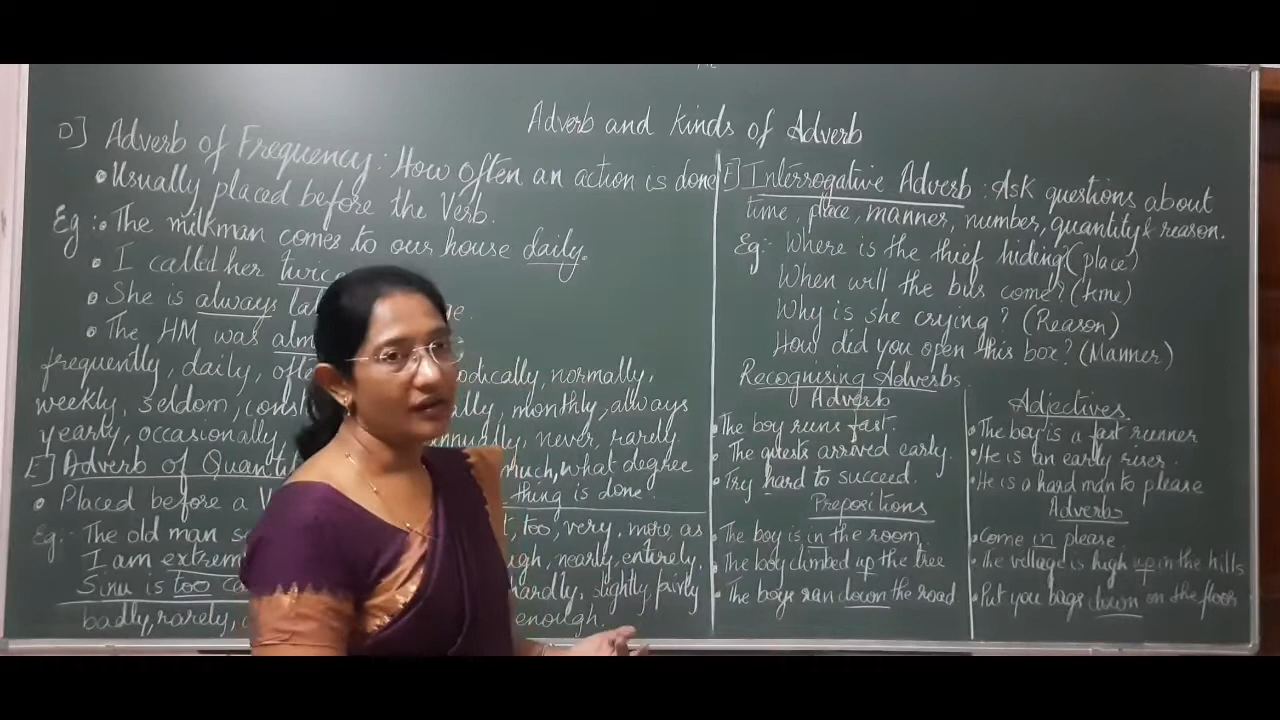 Adverb and Kinds of Adverb
D] Adverb of Frequency : How often an action is done
• Usually placed before the Verb.
Eg :• The milkman comes to our house daily.
• I called her twice
• She is always
• The HM was
frequently, daily, normally,
weekly, seldom, monthly, always
yearly, occasionally, annually, never, rarely
E] Adverb of much, what degree
• Placed before a thing is done.
Eg :- The old man too, very, more as
I am nearly, entirely,
Sinu is too hardly, slightly, fairly
badly, rarely, enough.
E] Interrogative Adverb : Ask questions about
time, place, manner, number, quantity & reason.
Eg :- Where is the thief hiding (place)
When will the bus come? (time)
Why is she crying? (Reason)
How did you open this box? (Manner)
Recognising Adverbs
Adverb
• The boy runs fast.
• The guests arrived early.
• Try hard to succeed.
Prepositions
• The boy is in the room
• The boy climbed up the tree
• The boys ran down the road
Adjectives
• The boy is a fast runner
• He is an early riser.
• He is a hard man to please
Adverbs
• Come in please.
• The village is high up in the hills
• Put you bags down on the floor